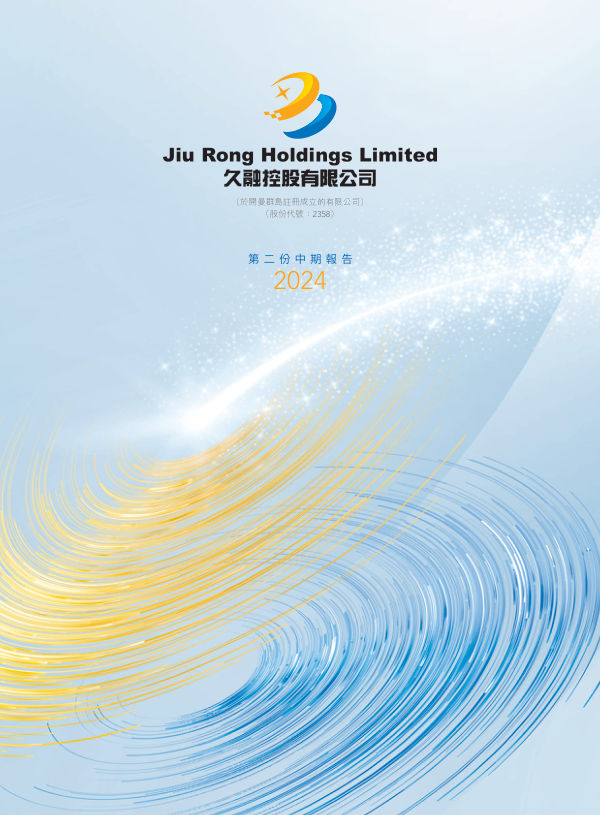 Jiu Rong Holdings Limited
久融控股有限公司
（於開曼群島註冊成立的有限公司）
（股份代號：2358）
第二份中期報告
2024